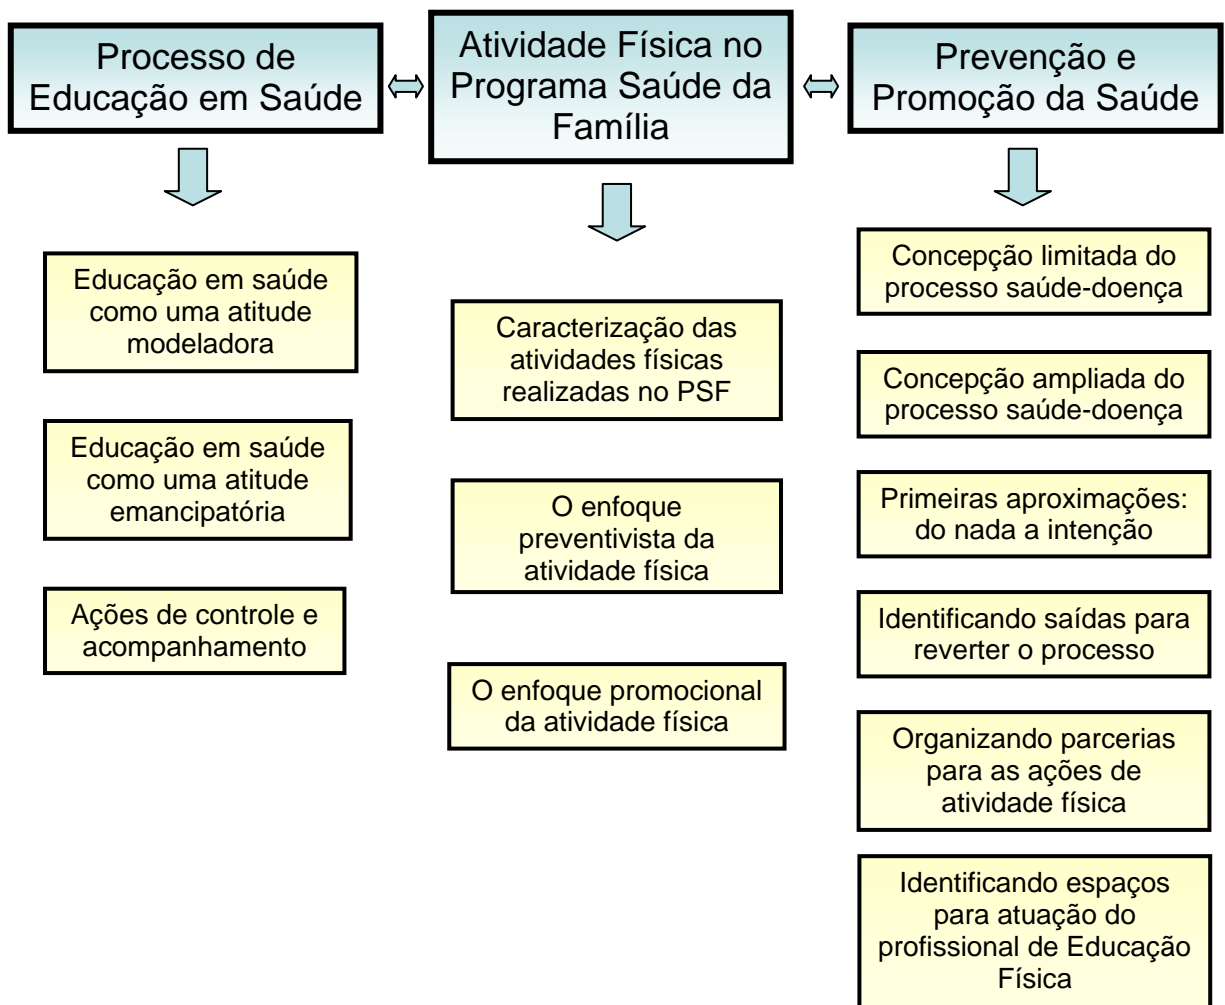 Processo de
Educação em Saúde
Atividade Física no
Programa Saúde da
Família
Prevenção e
Promoção da Saúde
Educação em saúde
como uma atitude
modeladora
Educação em saúde
como uma atitude
emancipatória
Ações de controle e
acompanhamento
Caracterização das
atividades físicas
realizadas no PSF
O enfoque
preventivista da
atividade física
O enfoque promocional
da atividade física
Concepção limitada do
processo saúde-doença
Concepção ampliada do
processo saúde-doença
Primeiras aproximações:
do nada a intenção
Identificando saídas para
reverter o processo
Organizando parcerias
para as ações de
atividade física
Identificando espaços
para atuação do
profissional de Educação
Física